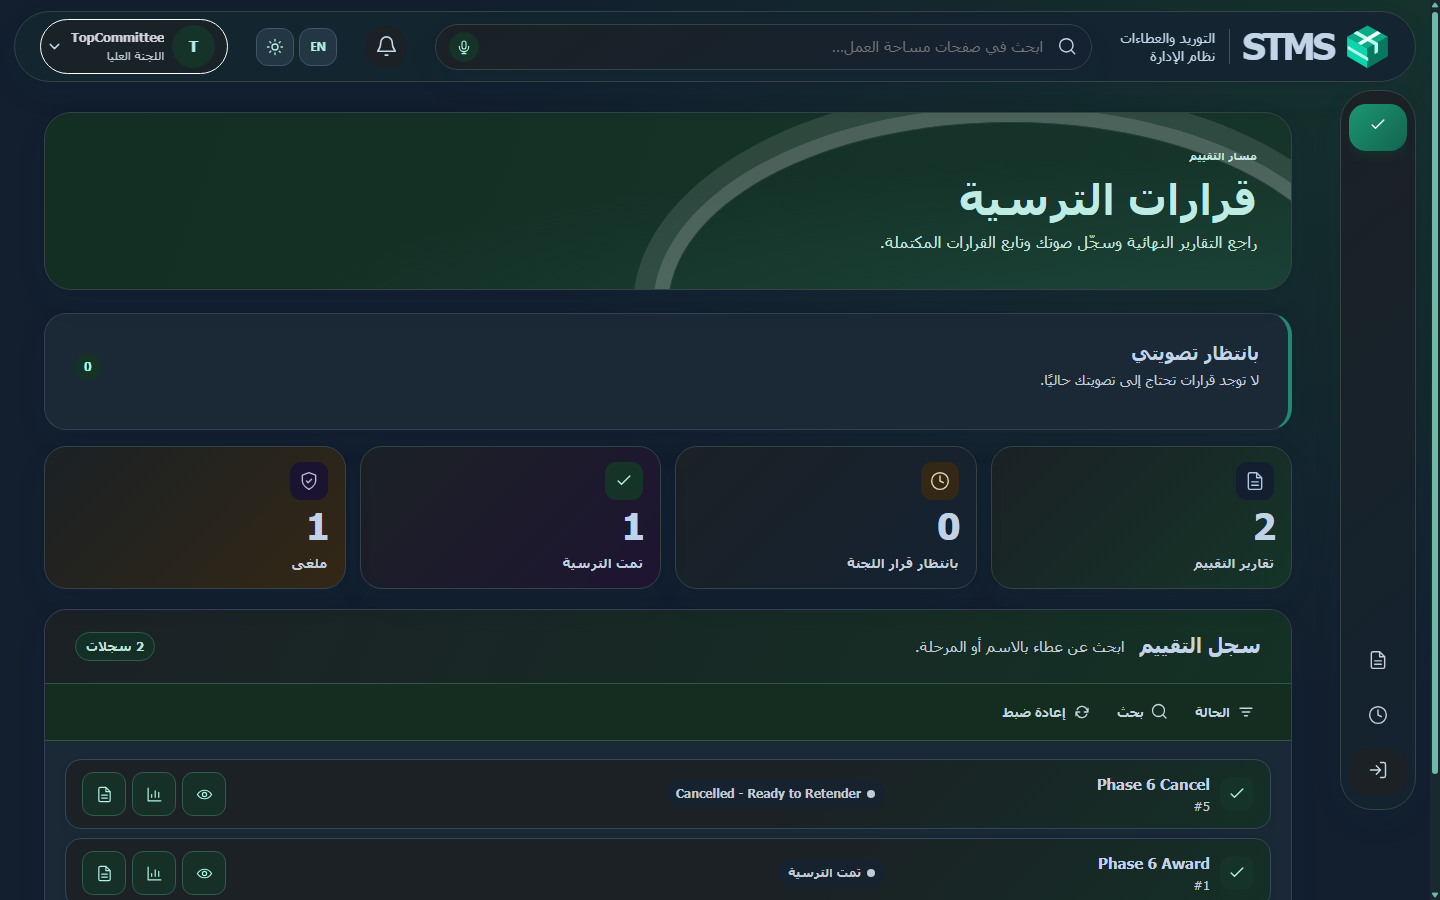 STMS
التوريد والعطاءات
نظام الإدارة
ابحث في صفحات مساحة العمل...
EN
T
TopCommittee
اللجنة العليا
مسار التقييم
قرارات الترسية
راجع التقارير النهائية وسجّل صوتك وتابع القرارات المكتملة.
بانتظار تصويتي
لا توجد قرارات تحتاج إلى تصويتك حاليًا.
0
2
تقارير التقييم
0
بانتظار قرار اللجنة
1
تمت الترسية
1
ملغى
سجل التقييم
ابحث عن عطاء بالاسم أو المرحلة.
2 سجلات
الحالة
بحث
إعادة ضبط
Phase 6 Cancel
#5
Cancelled - Ready to Retender
Phase 6 Award
#1
تمت الترسية